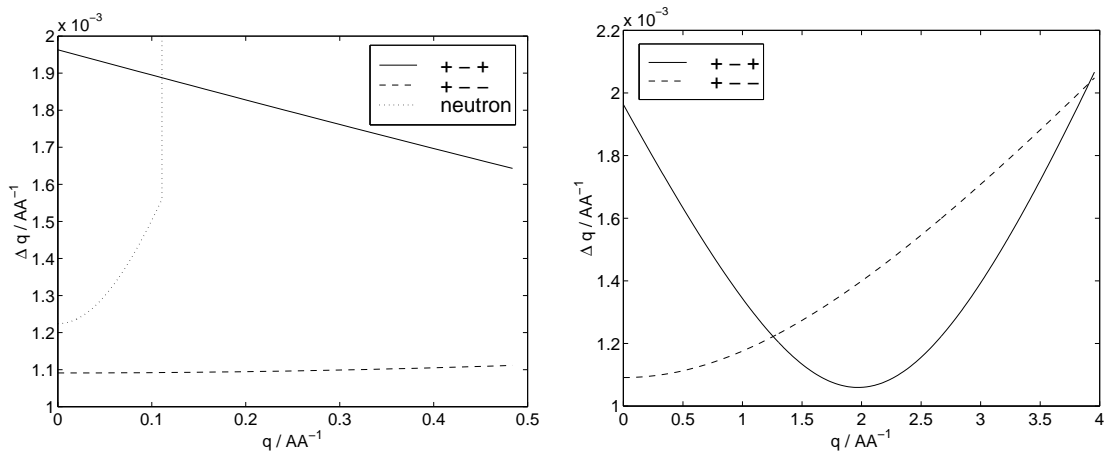 x 10⁻³
2
1.9
1.8
1.7
1.6
1.5
1.4
1.3
1.2
1.1
1
Δ q / AA⁻¹
+ − +
+ − −
neutron
0 0.1 0.2 0.3 0.4 0.5
q / AA⁻¹
x 10⁻³
2.2
2
1.8
1.6
1.4
1.2
1
Δ q / AA⁻¹
+ − +
+ − −
0 0.5 1 1.5 2 2.5 3 3.5 4
q / AA⁻¹